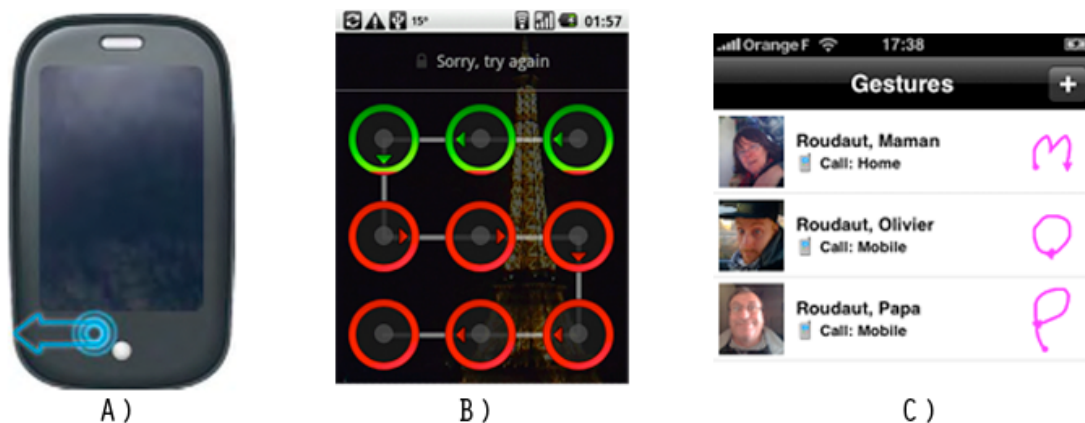 15° 01:57
Sorry, try again
Orange F 17:38
Gestures +
Roudaut, Maman
Call: Home
Roudaut, Olivier
Call: Mobile
Roudaut, Papa
Call: Mobile
A) B) C)